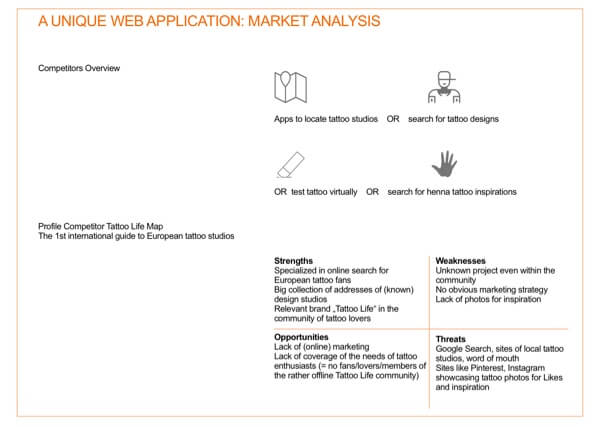 A UNIQUE WEB APPLICATION: MARKET ANALYSIS
Competitors Overview
Apps to locate tattoo studios OR search for tattoo designs
OR test tattoo virtually OR search for henna tattoo inspirations
Profile Competitor Tattoo Life Map
The 1st international guide to European tattoo studios
Strengths
Specialized in online search for
European tattoo fans
Big collection of addresses of (known)
design studios
Relevant brand „Tattoo Life“ in the
community of tattoo lovers
Weaknesses
Unknown project even within the
community
No obvious marketing strategy
Lack of photos for inspiration
Opportunities
Lack of (online) marketing
Lack of coverage of the needs of tattoo
enthusiasts (= no fans/lovers/members of
the rather offline Tattoo Life community)
Threats
Google Search, sites of local tattoo
studios, word of mouth
Sites like Pinterest, Instagram
showcasing tattoo photos for Likes
and inspiration